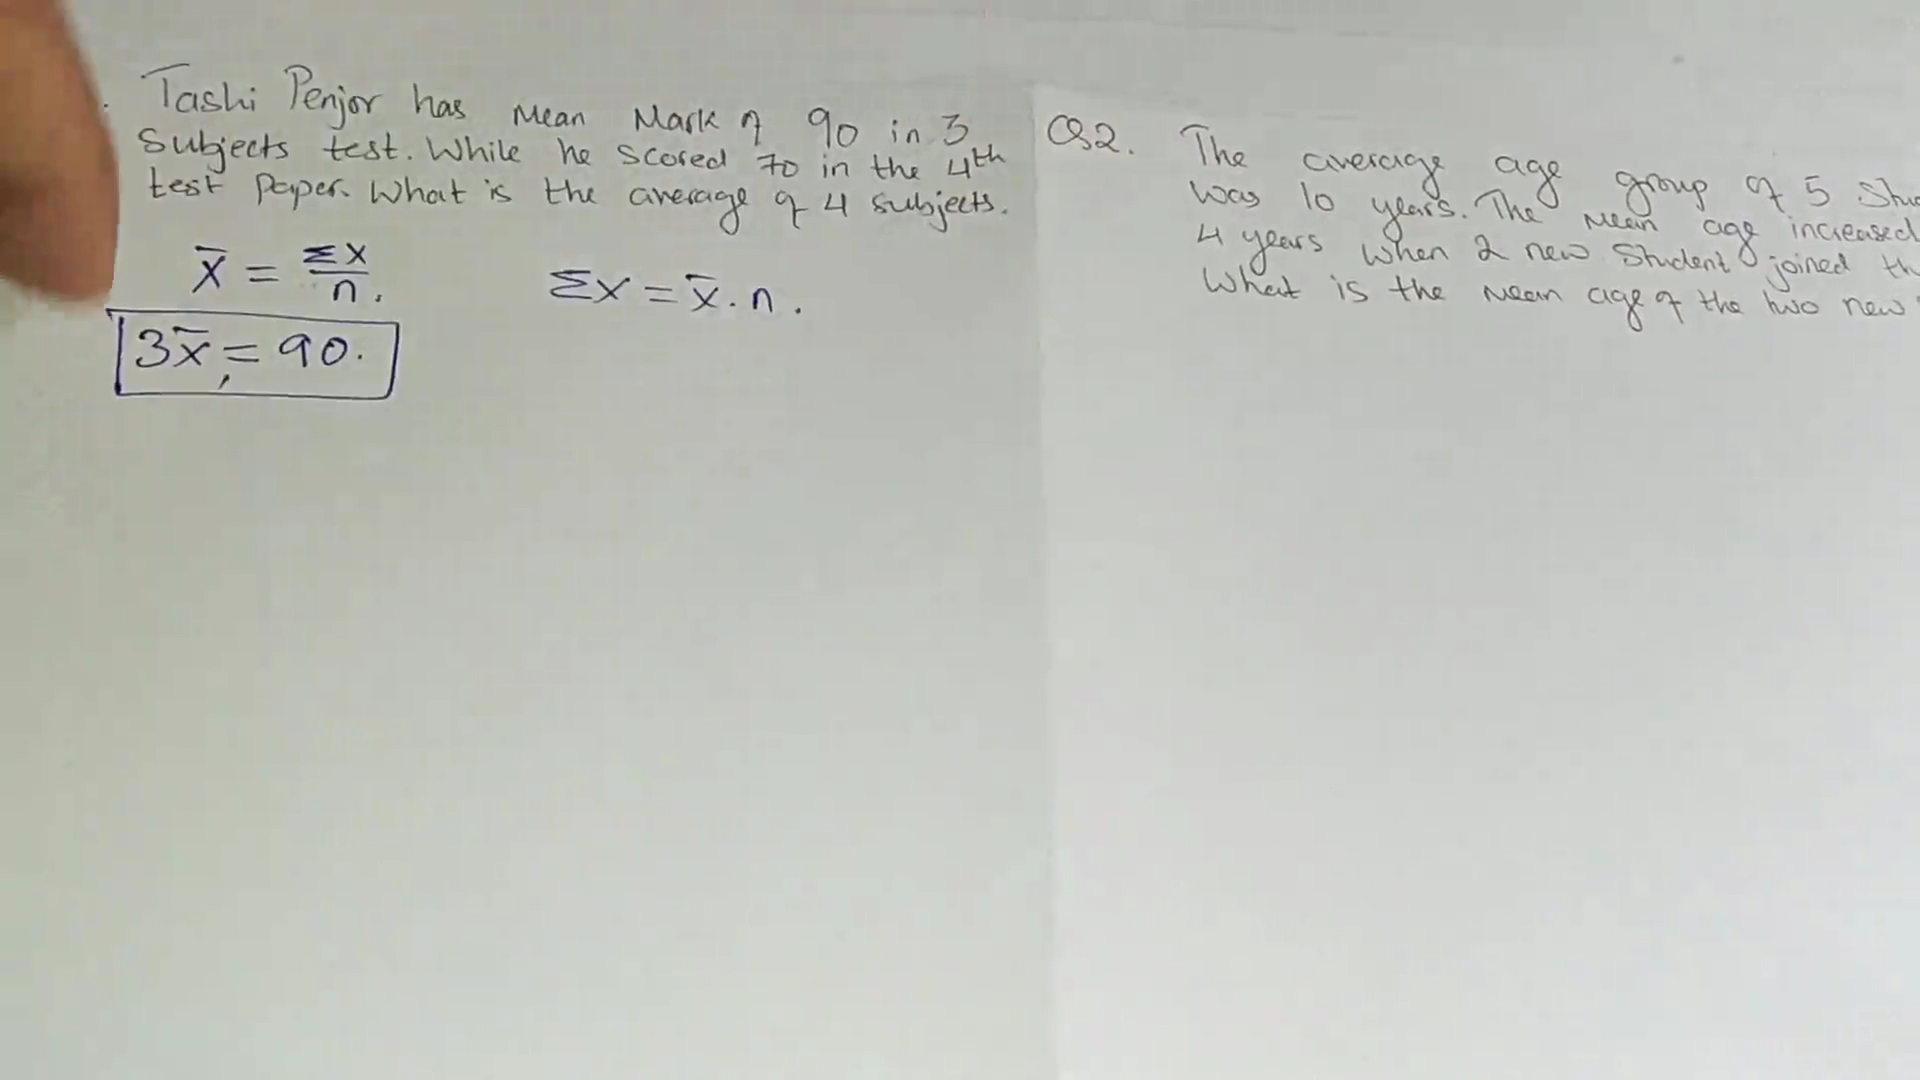 Tashi Penjor has Mean Mark of 90 in 3
Subjects test. While he scored 70 in the 4th
test paper. What is the average of 4 subjects.
x̄ = Σx/n.
Σx = x̄ . n .
3x̄, = 90.
Qs2. The average age group of 5 Stu
was 10 years. The Mean age increased
4 years when 2 new Student joined th
What is the Mean age of the two new